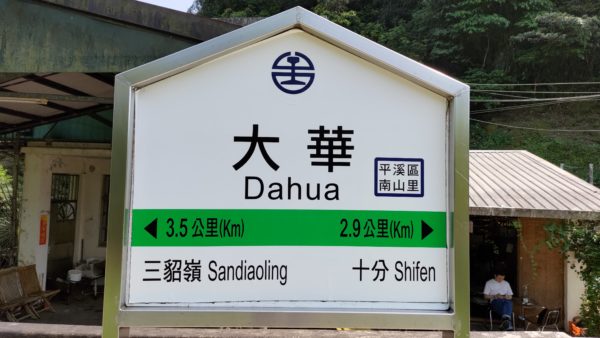 大華
Dahua
平溪區
南山里
3.5公里(Km) 2.9公里(Km)
三貂嶺 Sandiaoling 十分 Shifen